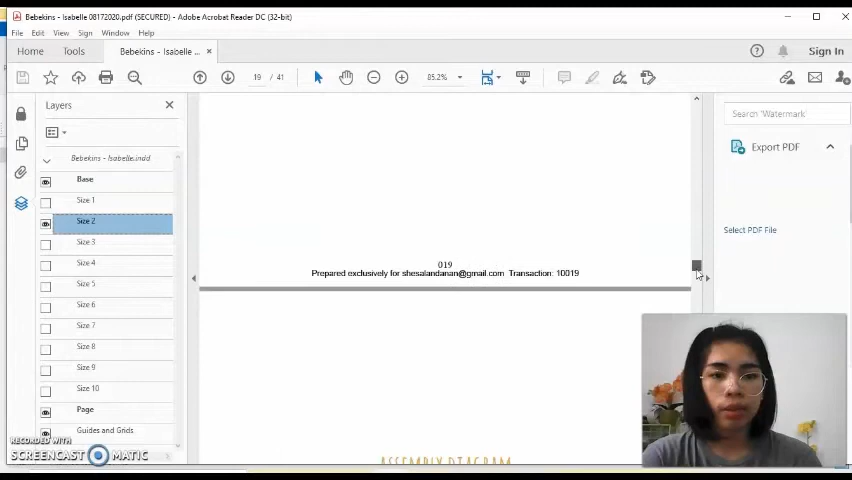 Bebekins - Isabelle 08172020.pdf (SECURED) - Adobe Acrobat Reader DC (32-bit)
File Edit View Sign Window Help
Home Tools Bebekins - Isabelle ... × Sign In
19 / 41 85.2%
Layers
Bebekins - Isabelle.indd
Base
Size 1
Size 2
Size 3
Size 4
Size 5
Size 6
Size 7
Size 8
Size 9
Size 10
Page
Guides and Grids
019
Prepared exclusively for shesalandanan@gmail.com Transaction: 10019
ASSEMBLY DIAGRAM
Search 'Watermark'
Export PDF
Select PDF File
RECORDED WITH
SCREENCAST MATIC